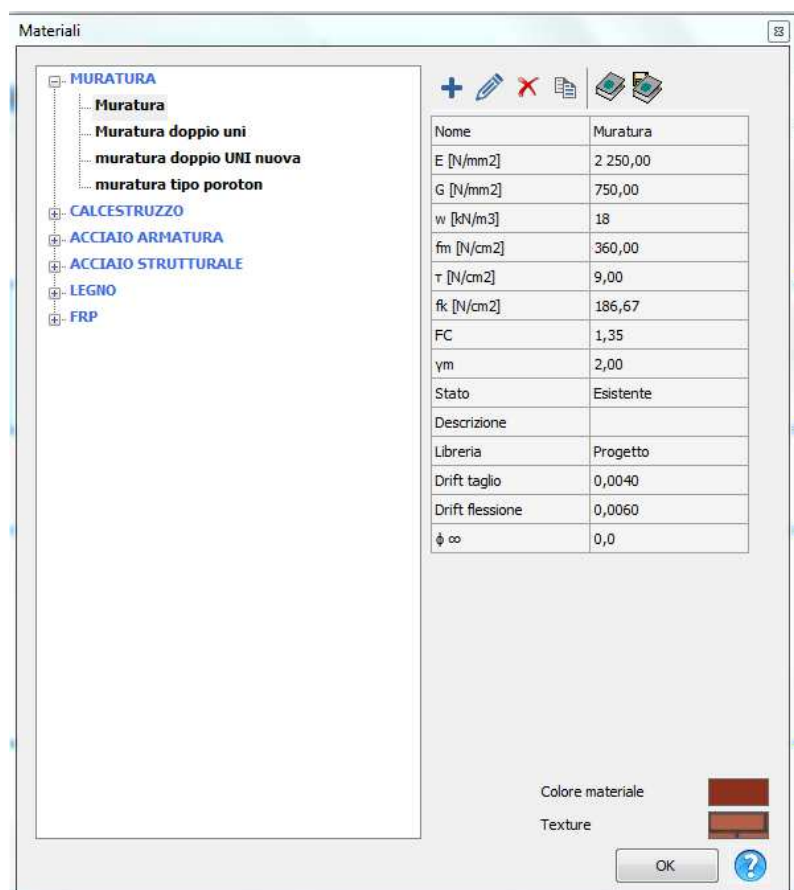 Materiali
MURATURA
Muratura
Muratura doppio uni
muratura doppio UNI nuova
muratura tipo poroton
CALCESTRUZZO
ACCIAIO ARMATURA
ACCIAIO STRUTTURALE
LEGNO
FRP
Nome Muratura
E [N/mm2] 2 250,00
G [N/mm2] 750,00
w [kN/m3] 18
fm [N/cm2] 360,00
τ [N/cm2] 9,00
fk [N/cm2] 186,67
FC 1,35
γm 2,00
Stato Esistente
Descrizione
Libreria Progetto
Drift taglio 0,0040
Drift flessione 0,0060
ϕ ∞ 0,0
Colore materiale
Texture
OK
?